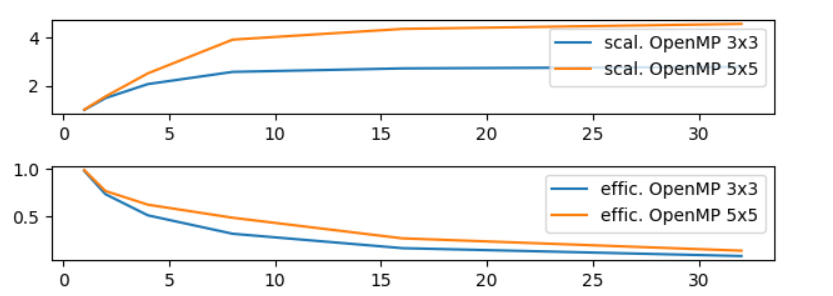 4
2
scal. OpenMP 3x3
scal. OpenMP 5x5
0 5 10 15 20 25 30
1.0
0.5
effic. OpenMP 3x3
effic. OpenMP 5x5
0 5 10 15 20 25 30